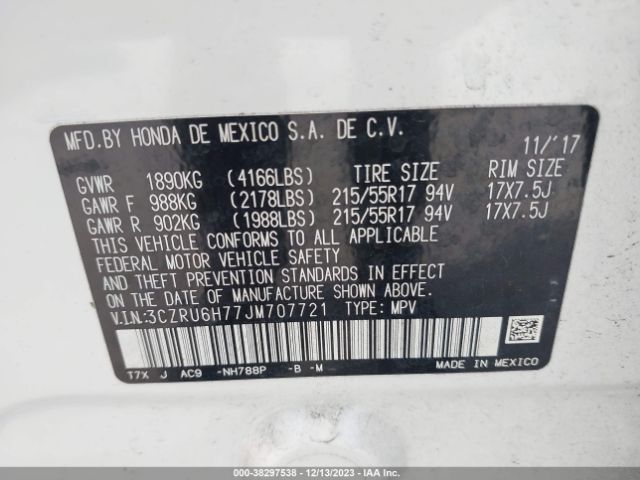 MFD.BY HONDA DE MEXICO S.A. DE C.V. 11/'17
GVWR 1890KG (4166LBS) TIRE SIZE RIM SIZE
GAWR F 988KG (2178LBS) 215/55R17 94V 17X7.5J
GAWR R 902KG (1988LBS) 215/55R17 94V 17X7.5J
THIS VEHICLE CONFORMS TO ALL APPLICABLE
FEDERAL MOTOR VEHICLE SAFETY
AND THEFT PREVENTION STANDARDS IN EFFECT
ON THE DATE OF MANUFACTURE SHOWN ABOVE.
V.I.N:3CZRU6H77JM707721 TYPE: MPV
T7X J AC9 -NH788P -B -M MADE IN MEXICO
000-38297538 - 12/13/2023 - IAA Inc.